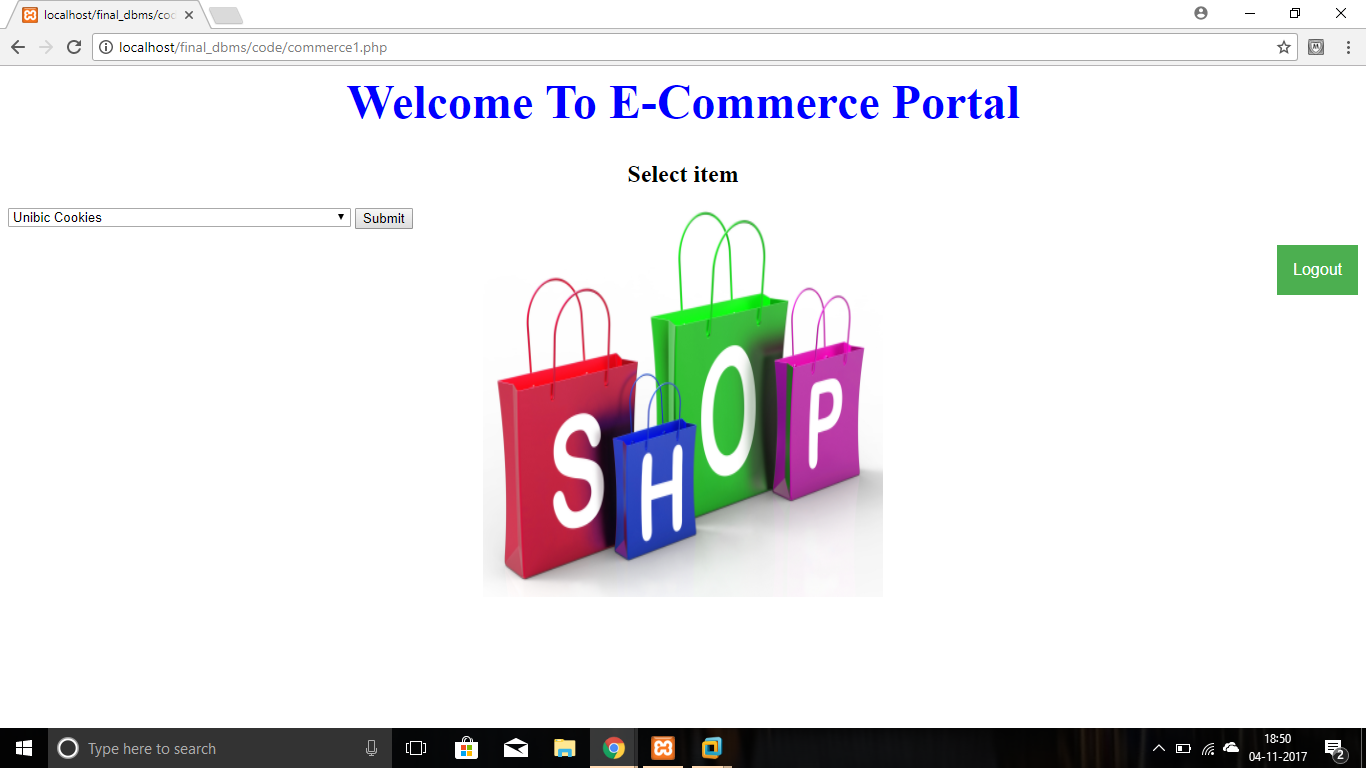 localhost/final_dbms/co
localhost/final_dbms/code/commerce1.php
Welcome To E-Commerce Portal
Select item
Unibic Cookies
Submit
Logout
SHOP
Type here to search
18:50
04-11-2017
2